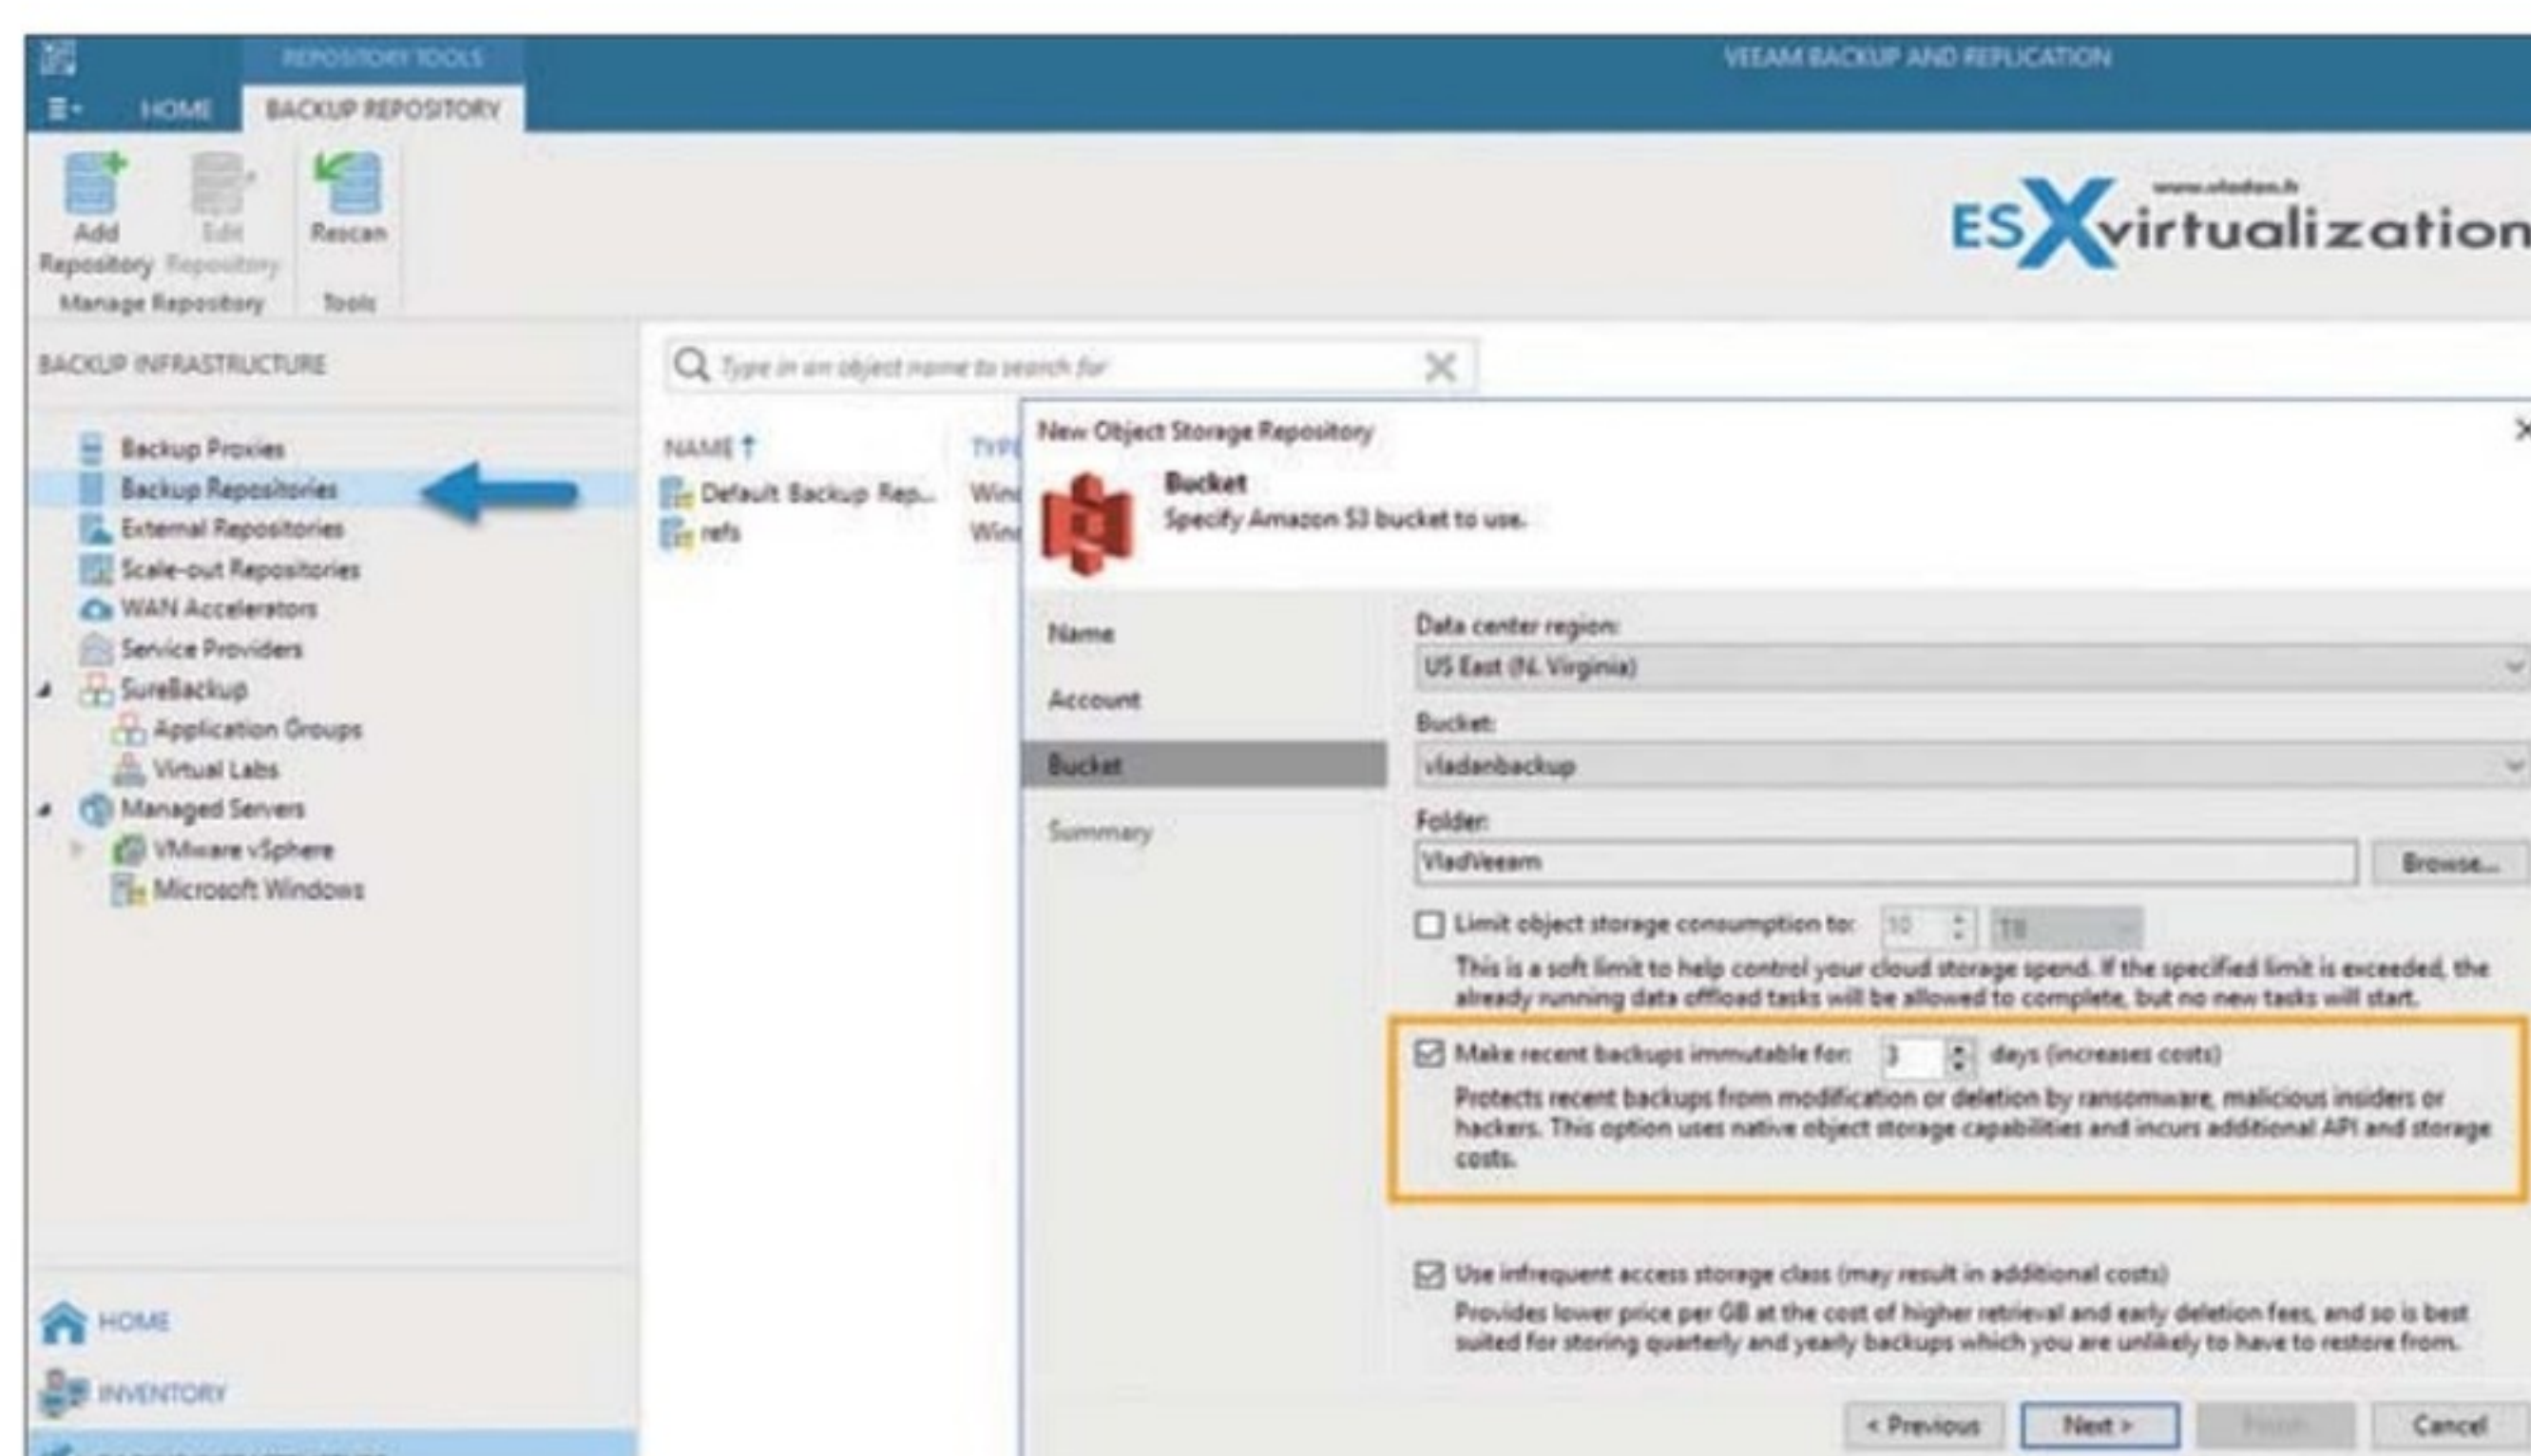 REPOSITORY TOOLS
VEEAM BACKUP AND REPLICATION
HOME
BACKUP REPOSITORY
Add
Repository
Edit
Repository
Rescan
Manage Repository
Tools
www.vladan.fr
ESXvirtualization
BACKUP INFRASTRUCTURE
Backup Proxies
Backup Repositories
External Repositories
Scale-out Repositories
WAN Accelerators
Service Providers
SureBackup
Application Groups
Virtual Labs
Managed Servers
VMware vSphere
Microsoft Windows
HOME
INVENTORY
Type in an object name to search for
NAME
TYPE
Default Backup Rep...
Wind
refs
Wind
New Object Storage Repository
Bucket
Specify Amazon S3 bucket to use.
Name
Account
Bucket
Summary
Data center region:
US East (N. Virginia)
Bucket:
vladanbackup
Folder:
VladVeeam
Browse...
Limit object storage consumption to: 10 TB
This is a soft limit to help control your cloud storage spend. If the specified limit is exceeded, the
already running data offload tasks will be allowed to complete, but no new tasks will start.
Make recent backups immutable for: 3 days (increases costs)
Protects recent backups from modification or deletion by ransomware, malicious insiders or
hackers. This option uses native object storage capabilities and incurs additional API and storage
costs.
Use infrequent access storage class (may result in additional costs)
Provides lower price per GB at the cost of higher retrieval and early deletion fees, and so is best
suited for storing quarterly and yearly backups which you are unlikely to have to restore from.
< Previous
Next >
Finish
Cancel